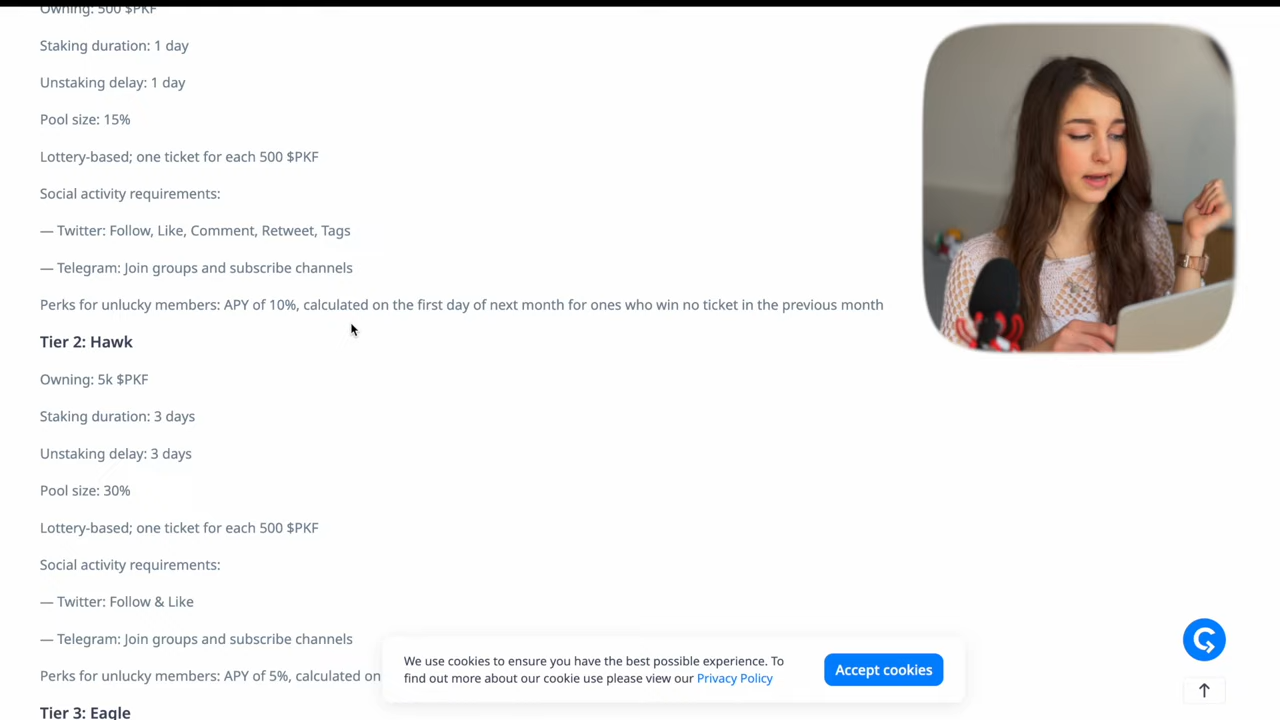 Owning: 500 $PKF
Staking duration: 1 day
Unstaking delay: 1 day
Pool size: 15%
Lottery-based; one ticket for each 500 $PKF
Social activity requirements:
— Twitter: Follow, Like, Comment, Retweet, Tags
— Telegram: Join groups and subscribe channels
Perks for unlucky members: APY of 10%, calculated on the first day of next month for ones who win no ticket in the previous month
Tier 2: Hawk
Owning: 5k $PKF
Staking duration: 3 days
Unstaking delay: 3 days
Pool size: 30%
Lottery-based; one ticket for each 500 $PKF
Social activity requirements:
— Twitter: Follow & Like
— Telegram: Join groups and subscribe channels
Perks for unlucky members: APY of 5%, calculated on
Tier 3: Eagle
We use cookies to ensure you have the best possible experience. To
find out more about our cookie use please view our Privacy Policy
Accept cookies